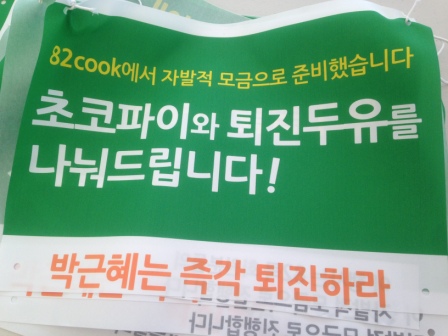 82cook에서 자발적 모금으로 준비했습니다
초코파이와 퇴진두유를
나눠드립니다!
박근혜는 즉각 퇴진하라